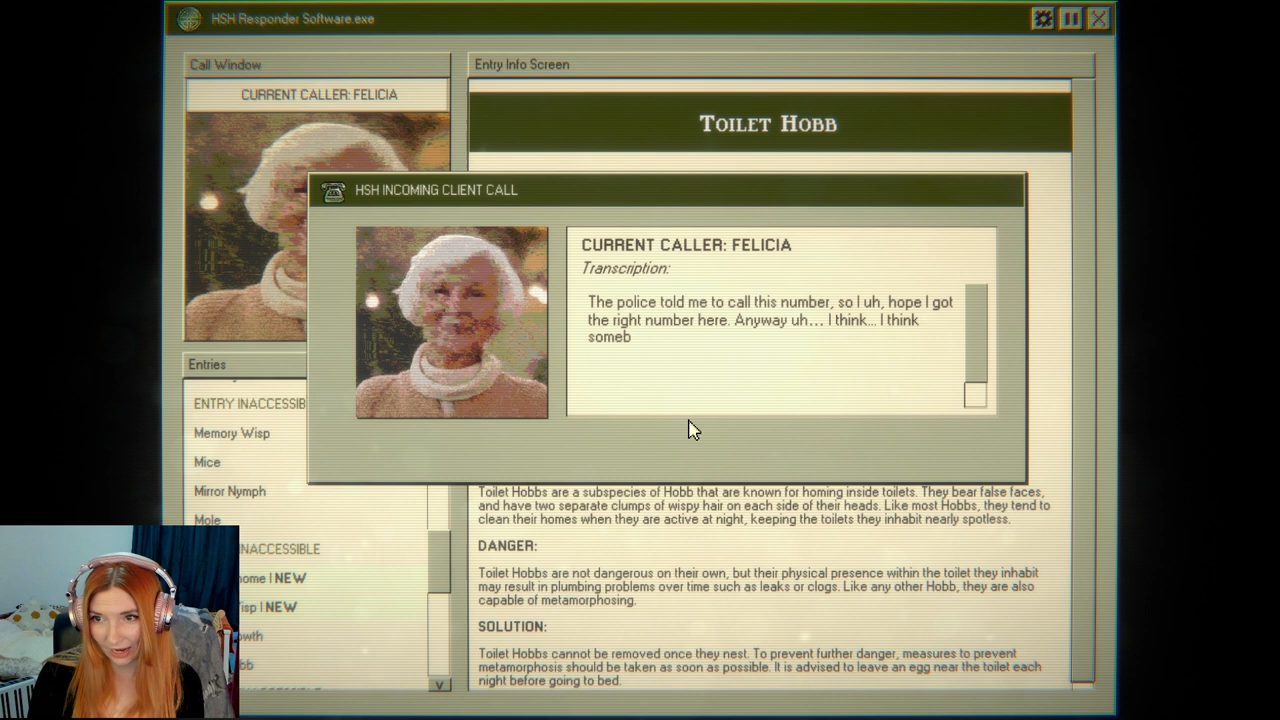 HSH Responder Software.exe
Call Window
Entry Info Screen
CURRENT CALLER: FELICIA
TOILET HOBB
HSH INCOMING CLIENT CALL
CURRENT CALLER: FELICIA
Transcription:
The police told me to call this number, so I uh, hope I got
the right number here. Anyway uh... I think... I think
someb
Entries
ENTRY INACCESSIB
Memory Wisp
Mice
Mirror Nymph
Mole
NACCESSIBLE
ome | NEW
isp | NEW
owth
bb
Toilet Hobbs are a subspecies of Hobb that are known for homing inside toilets. They bear false faces,
and have two separate clumps of wispy hair on each side of their heads. Like most Hobbs, they tend to
clean their homes when they are active at night, keeping the toilets they inhabit nearly spotless.
DANGER:
Toilet Hobbs are not dangerous on their own, but their physical presence within the toilet they inhabit
may result in plumbing problems over time such as leaks or clogs. Like any other Hobb, they are also
capable of metamorphosing.
SOLUTION:
Toilet Hobbs cannot be removed once they nest. To prevent further danger, measures to prevent
metamorphosis should be taken as soon as possible. It is advised to leave an egg near the toilet each
night before going to bed.